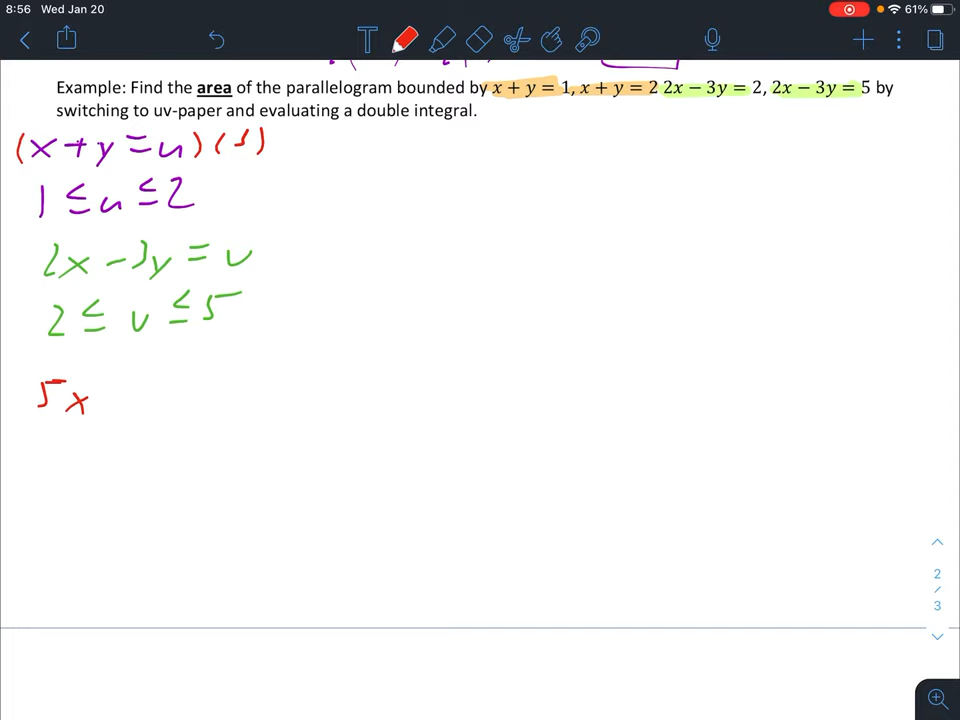 8:56 Wed Jan 20
61%
Example: Find the area of the parallelogram bounded by x + y = 1, x + y = 2 2x − 3y = 2, 2x − 3y = 5 by
switching to uv-paper and evaluating a double integral.
(x + y = u)(3)
1 ≤ u ≤ 2
2x − 3y = v
2 ≤ v ≤ 5
5x
2
/
3